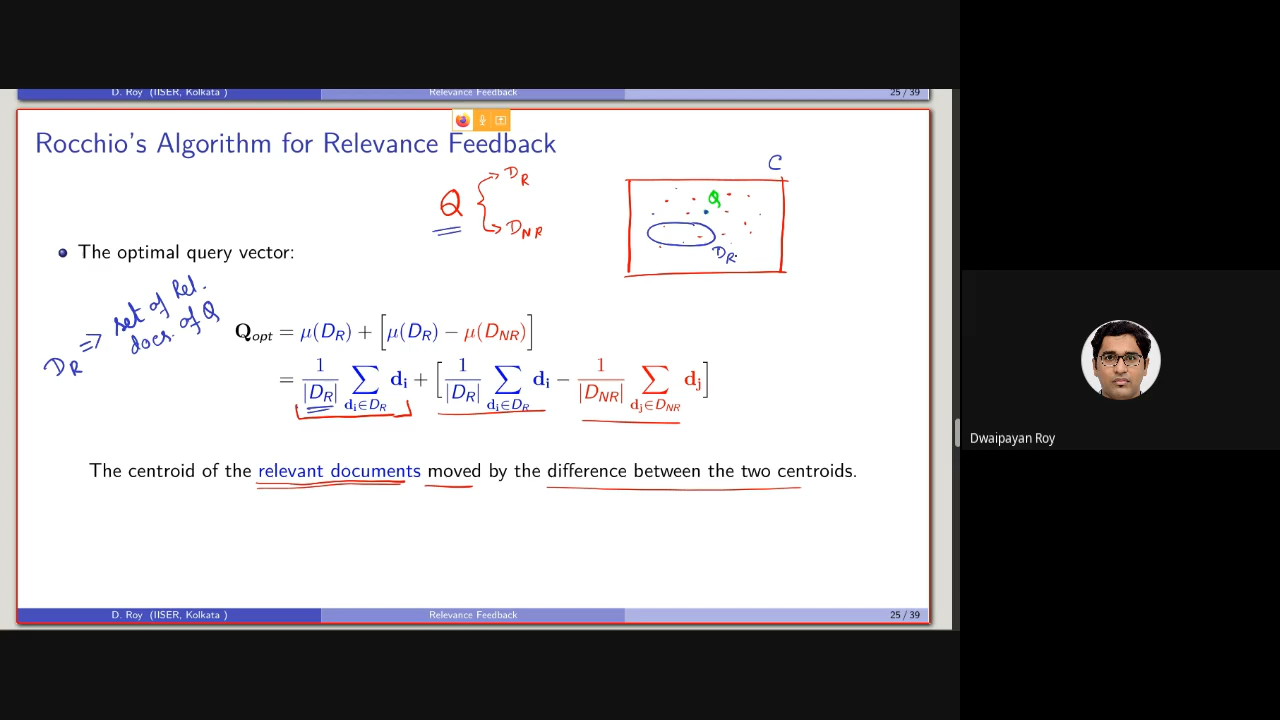 D. Roy (IISER, Kolkata ) Relevance Feedback 25 / 39
Rocchio's Algorithm for Relevance Feedback
Q
D_R
D_NR
C
Q
D_R
The optimal query vector:
D_R ⇒ set of Rel.
docs. of Q
Q_opt = μ(D_R) + [μ(D_R) − μ(D_NR)]
= 1/|D_R| ∑_{d_i∈D_R} d_i + [1/|D_R| ∑_{d_i∈D_R} d_i − 1/|D_NR| ∑_{d_j∈D_NR} d_j]
The centroid of the relevant documents moved by the difference between the two centroids.
D. Roy (IISER, Kolkata ) Relevance Feedback 25 / 39
Dwaipayan Roy